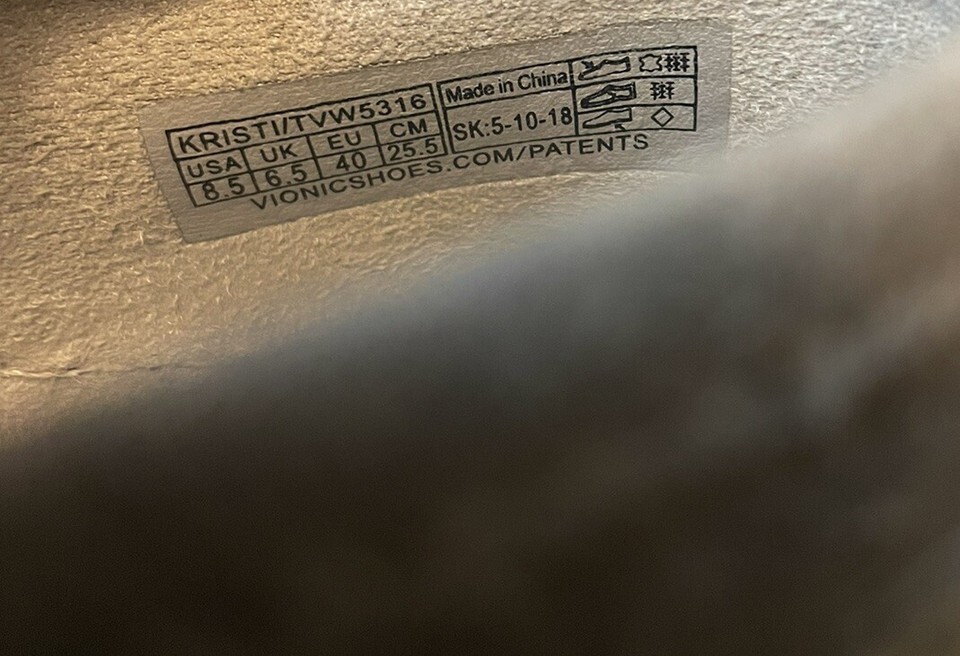 KRISTI/TVW5316
USA UK EU CM
8.5 6.5 40 25.5
Made in China
SK:5-10-18
VIONICSHOES.COM/PATENTS